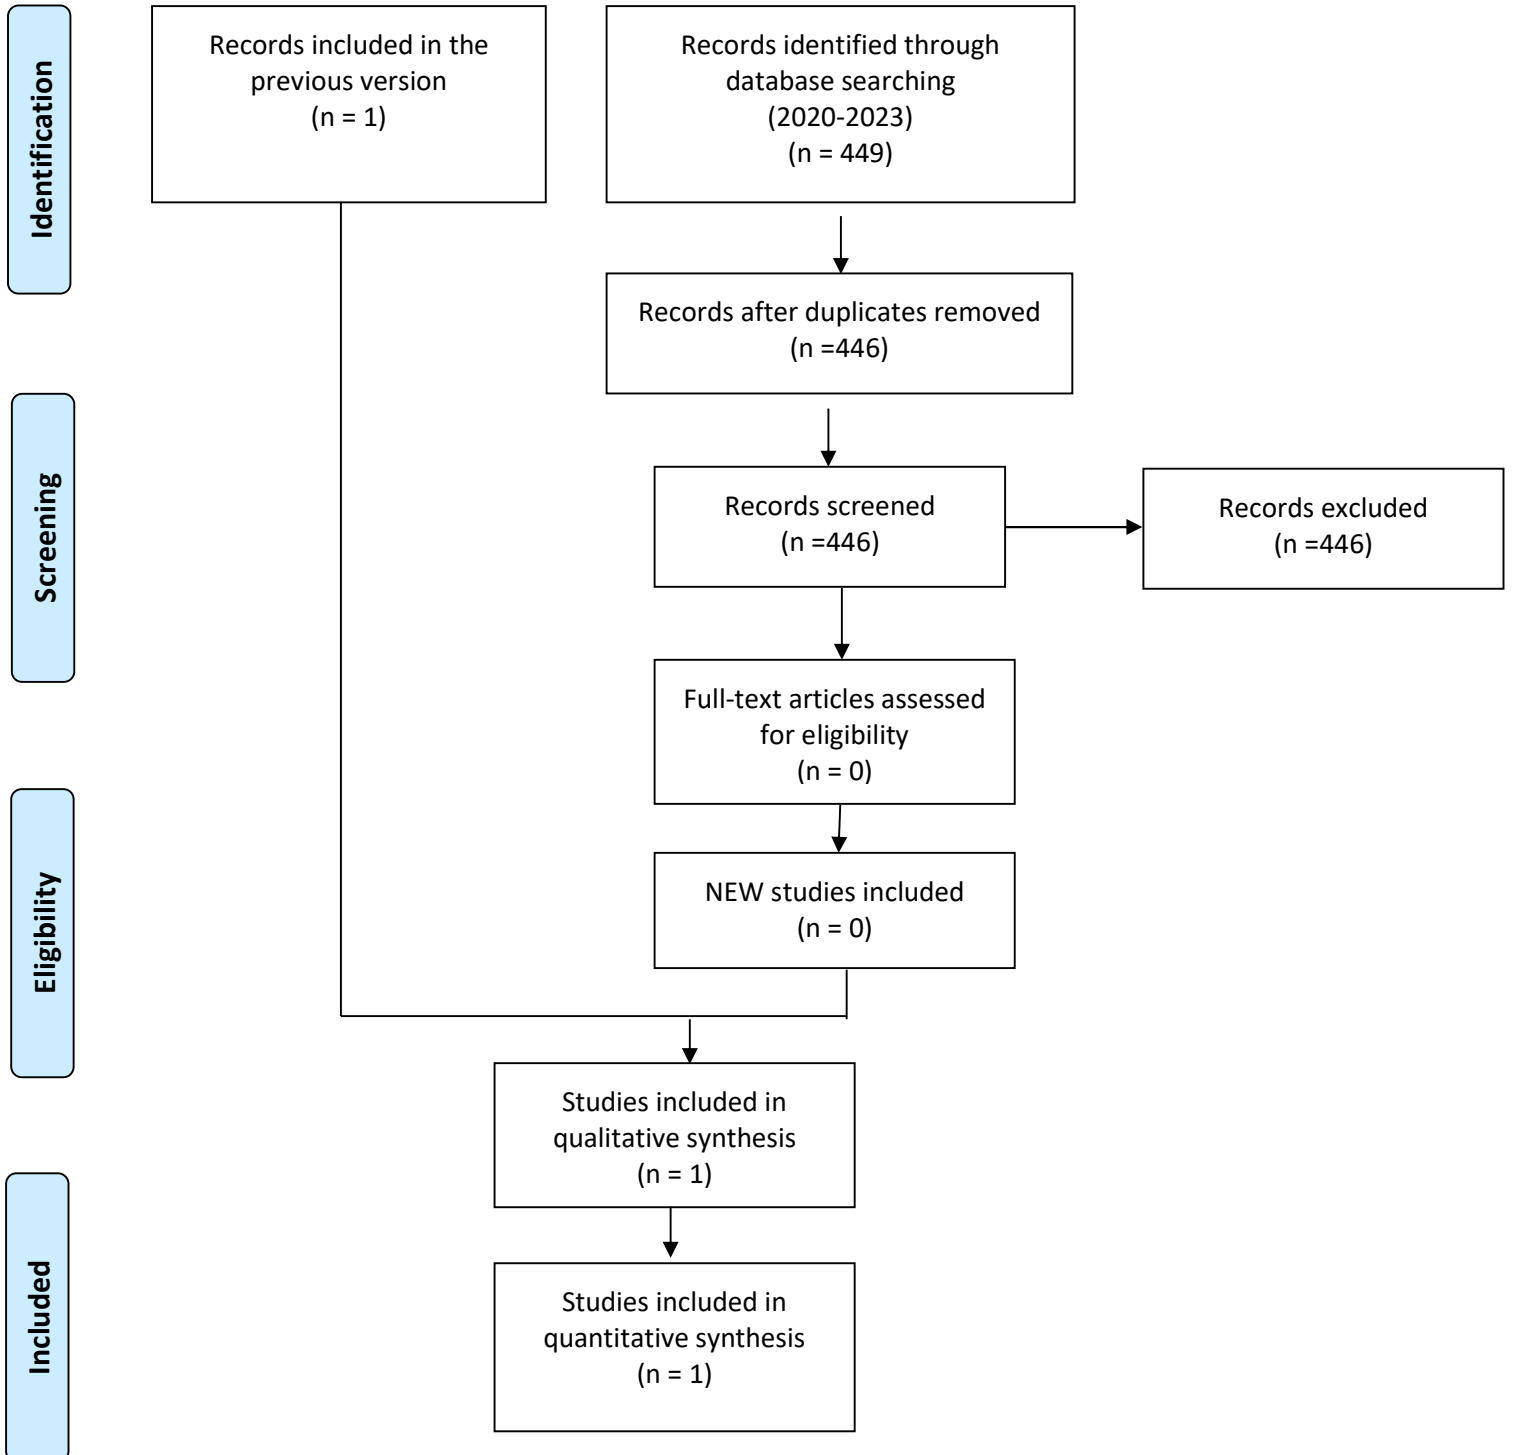 Identification
Records included in the
previous version
(n = 1)
Records identified through
database searching
(2020-2023)
(n = 449)
Records after duplicates removed
(n =446)
Screening
Records screened
(n =446)
Records excluded
(n =446)
Full-text articles assessed
for eligibility
(n = 0)
Eligibility
NEW studies included
(n = 0)
Studies included in
qualitative synthesis
(n = 1)
Included
Studies included in
quantitative synthesis
(n = 1)